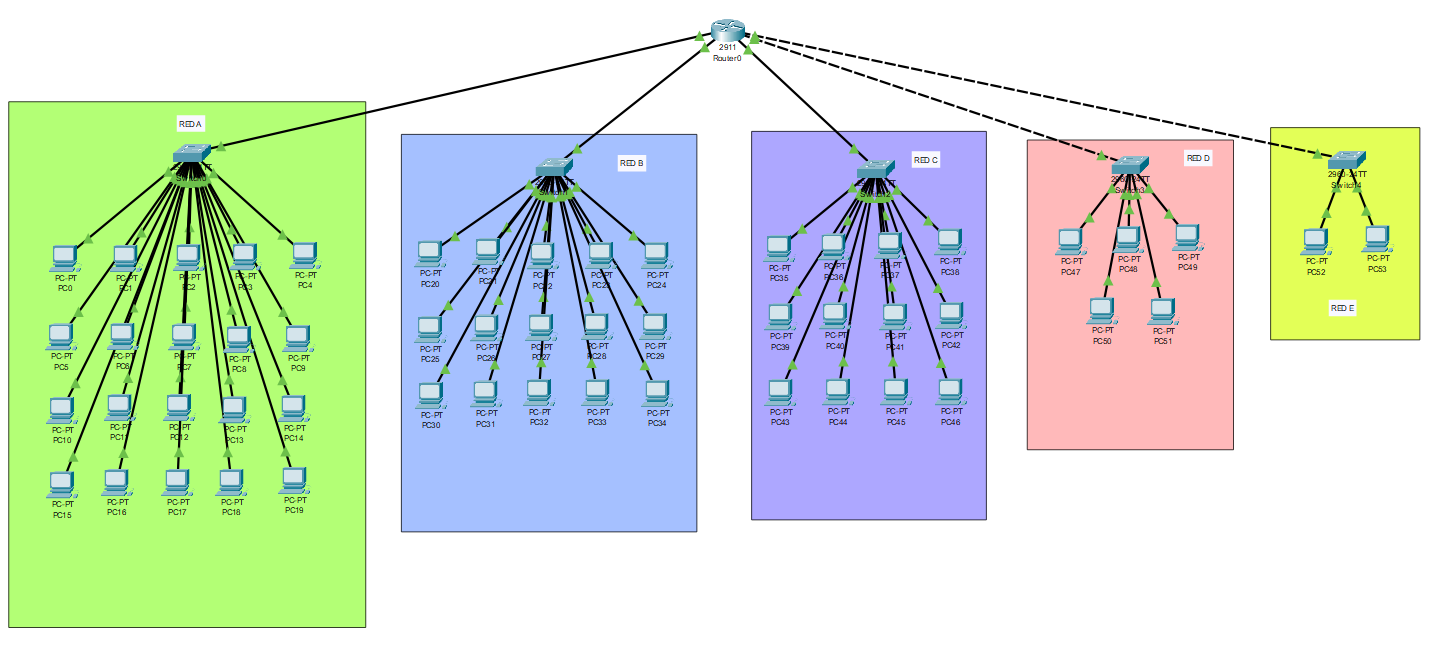 2911
Router0
RED A
RED B
RED C
RED D
RED E
2960-24TT
Switch3
2960-24TT
Switch4
PC-PT
PC0
PC-PT
PC1
PC-PT
PC2
PC-PT
PC3
PC-PT
PC4
PC-PT
PC5
PC-PT
PC6
PC-PT
PC7
PC-PT
PC8
PC-PT
PC9
PC-PT
PC10
PC-PT
PC11
PC-PT
PC12
PC-PT
PC13
PC-PT
PC14
PC-PT
PC15
PC-PT
PC16
PC-PT
PC17
PC-PT
PC18
PC-PT
PC19
PC-PT
PC20
PC-PT
PC21
PC-PT
PC22
PC-PT
PC23
PC-PT
PC24
PC-PT
PC25
PC-PT
PC26
PC-PT
PC27
PC-PT
PC28
PC-PT
PC29
PC-PT
PC30
PC-PT
PC31
PC-PT
PC32
PC-PT
PC33
PC-PT
PC34
PC-PT
PC35
PC-PT
PC36
PC-PT
PC37
PC-PT
PC38
PC-PT
PC39
PC-PT
PC40
PC-PT
PC41
PC-PT
PC42
PC-PT
PC43
PC-PT
PC44
PC-PT
PC45
PC-PT
PC46
PC-PT
PC47
PC-PT
PC48
PC-PT
PC49
PC-PT
PC50
PC-PT
PC51
PC-PT
PC52
PC-PT
PC53